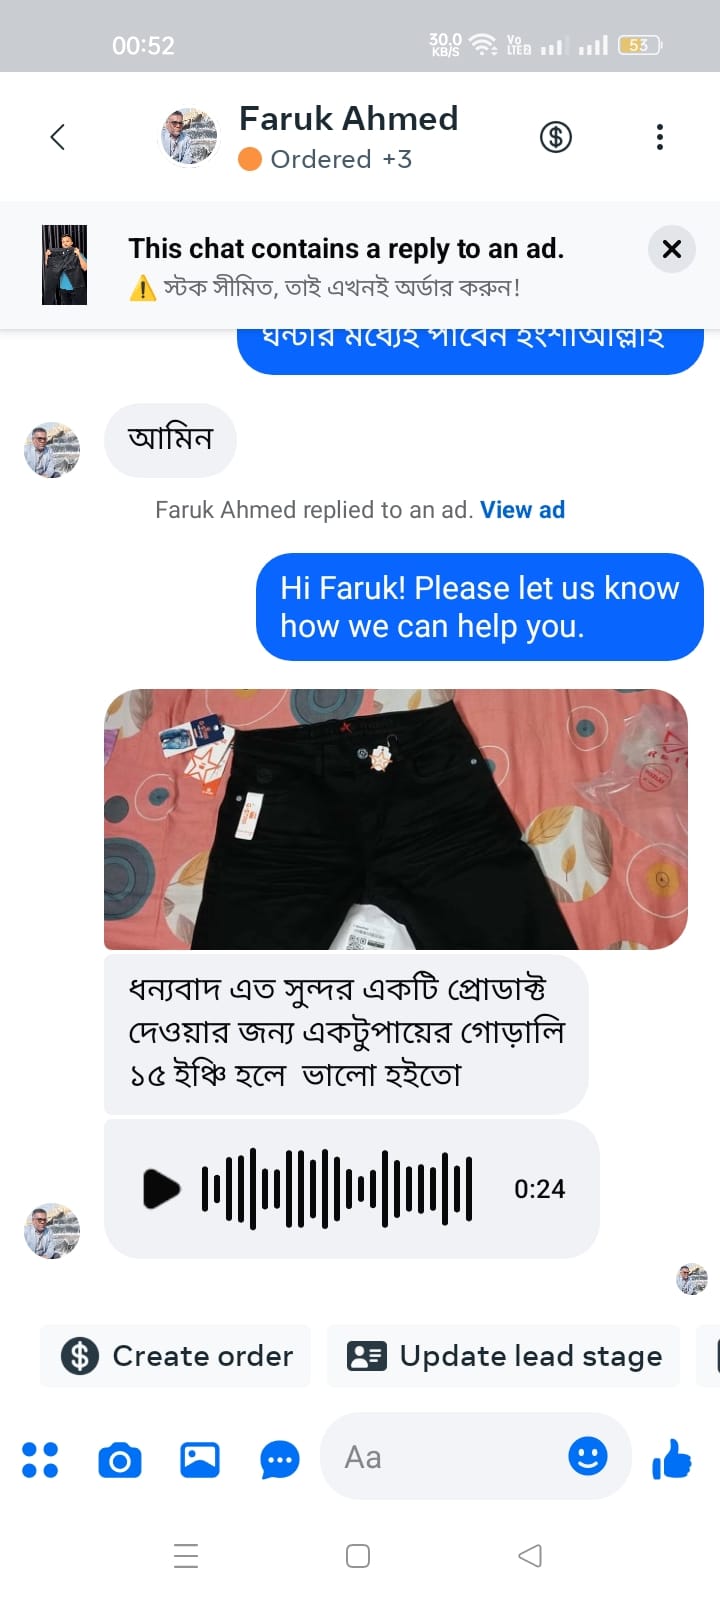 00:52
30.0 KB/S
Vo LTE 2
53
Faruk Ahmed
Ordered +3
This chat contains a reply to an ad.
⚠️ স্টক সীমিত, তাই এখনই অর্ডার করুন!
ঘন্টার মধ্যেই পাবেন ইংশাআল্লাহ
আমিন
Faruk Ahmed replied to an ad. View ad
Hi Faruk! Please let us know
how we can help you.
ধন্যবাদ এত সুন্দর একটি প্রোডাক্ট
দেওয়ার জন্য একটুপায়ের গোড়ালি
১৫ ইঞ্চি হলে ভালো হইতো
0:24
Create order
Update lead stage
Aa